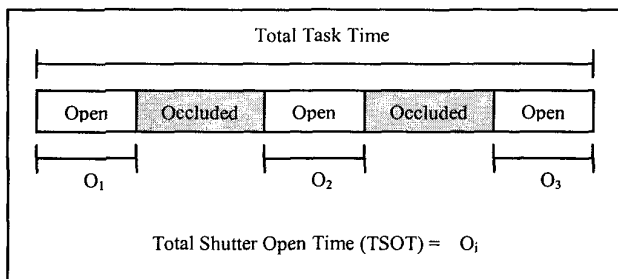 Total Task Time
Open Occluded Open Occluded Open
O₁ O₂ O₃
Total Shutter Open Time (TSOT) = Oᵢ